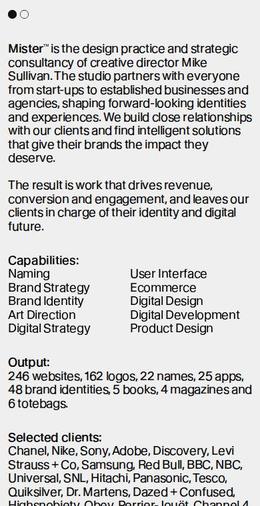 Mister™ is the design practice and strategic
consultancy of creative director Mike
Sullivan. The studio partners with everyone
from start-ups to established businesses and
agencies, shaping forward-looking identities
and experiences. We build close relationships
with our clients and find intelligent solutions
that give their brands the impact they
deserve.
The result is work that drives revenue,
conversion and engagement, and leaves our
clients in charge of their identity and digital
future.
Capabilities:
Naming User Interface
Brand Strategy Ecommerce
Brand Identity Digital Design
Art Direction Digital Development
Digital Strategy Product Design
Output:
246 websites, 162 logos, 22 names, 25 apps,
48 brand identities, 5 books, 4 magazines and
6 totebags.
Selected clients:
Chanel, Nike, Sony, Adobe, Discovery, Levi
Strauss + Co, Samsung, Red Bull, BBC, NBC,
Universal, SNL, Hitachi, Panasonic, Tesco,
Quiksilver, Dr. Martens, Dazed + Confused,
Highsnobiety, Obey, Perrier-Jouët, Channel 4